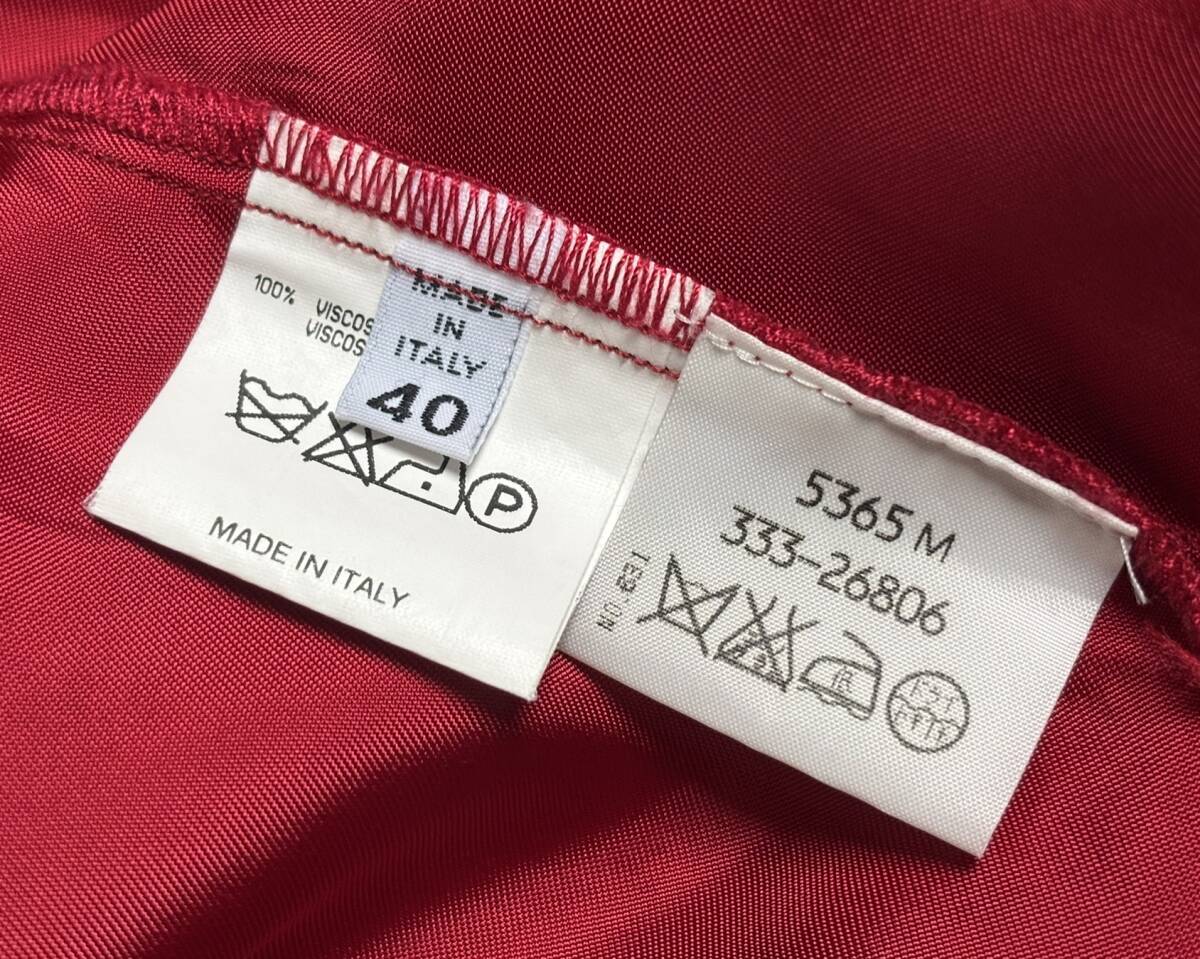 100% VISCOS
VISCOS
MADE
IN
ITALY
40
P
MADE IN ITALY
5365 M
333-26806